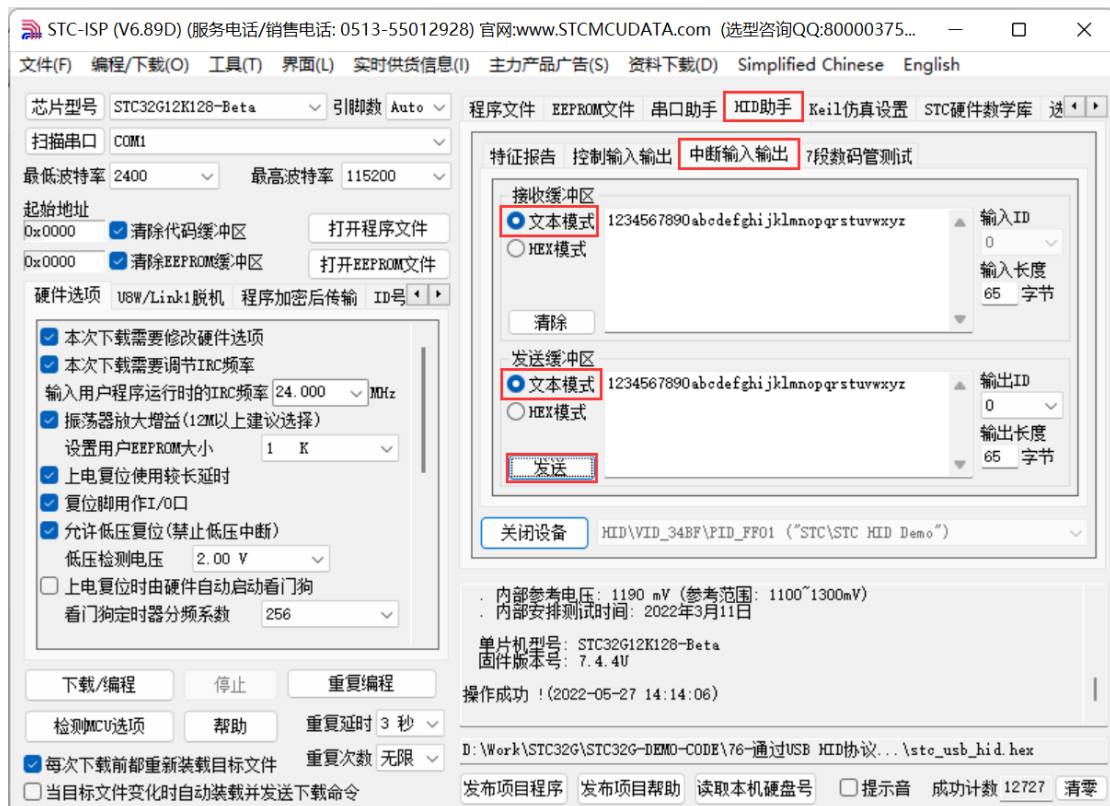 STC-ISP (V6.89D) (服务电话/销售电话: 0513-55012928) 官网:www.STCMCUDATA.com (选型咨询QQ:80000375...
文件(F) 编程/下载(O) 工具(T) 界面(L) 实时供货信息(I) 主力产品广告(S) 资料下载(D) Simplified Chinese English
芯片型号 STC32G12K128-Beta 引脚数 Auto
扫描串口 COM1
最低波特率 2400 最高波特率 115200
起始地址
0x0000 清除代码缓冲区 打开程序文件
0x0000 清除EEPROM缓冲区 打开EEPROM文件
硬件选项 U8W/Link1脱机 程序加密后传输 ID号
本次下载需要修改硬件选项
本次下载需要调节IRC频率
输入用户程序运行时的IRC频率 24.000 MHz
振荡器放大增益(12M以上建议选择)
设置用户EEPROM大小 1 K
上电复位使用较长延时
复位脚用作I/O口
允许低压复位(禁止低压中断)
低压检测电压 2.00 V
上电复位时由硬件自动启动看门狗
看门狗定时器分频系数 256
下载/编程 停止 重复编程
检测MCU选项 帮助 重复延时 3 秒
每次下载前都重新装载目标文件 重复次数 无限
当目标文件变化时自动装载并发送下载命令
程序文件 EEPROM文件 串口助手 HID助手 Keil仿真设置 STC硬件数学库 选
特征报告 控制输入输出 中断输入输出 7段数码管测试
接收缓冲区
文本模式 1234567890abcdefghijklmnopqrstuvwxyz 输入ID
HEX模式 0
输入长度
65 字节
清除
发送缓冲区
文本模式 1234567890abcdefghijklmnopqrstuvwxyz 输出ID
HEX模式 0
输出长度
发送 65 字节
关闭设备 HID\VID_34BF\PID_FF01 ("STC\STC HID Demo")
. 内部参考电压: 1190 mV (参考范围: 1100~1300mV)
. 内部安排测试时间: 2022年3月11日
单片机型号: STC32G12K128-Beta
固件版本号: 7.4.4U
操作成功 !(2022-05-27 14:14:06)
D:\Work\STC32G\STC32G-DEMO-CODE\76-通过USB HID协议...\stc_usb_hid.hex
发布项目程序 发布项目帮助 读取本机硬盘号 提示音 成功计数 12727 清零